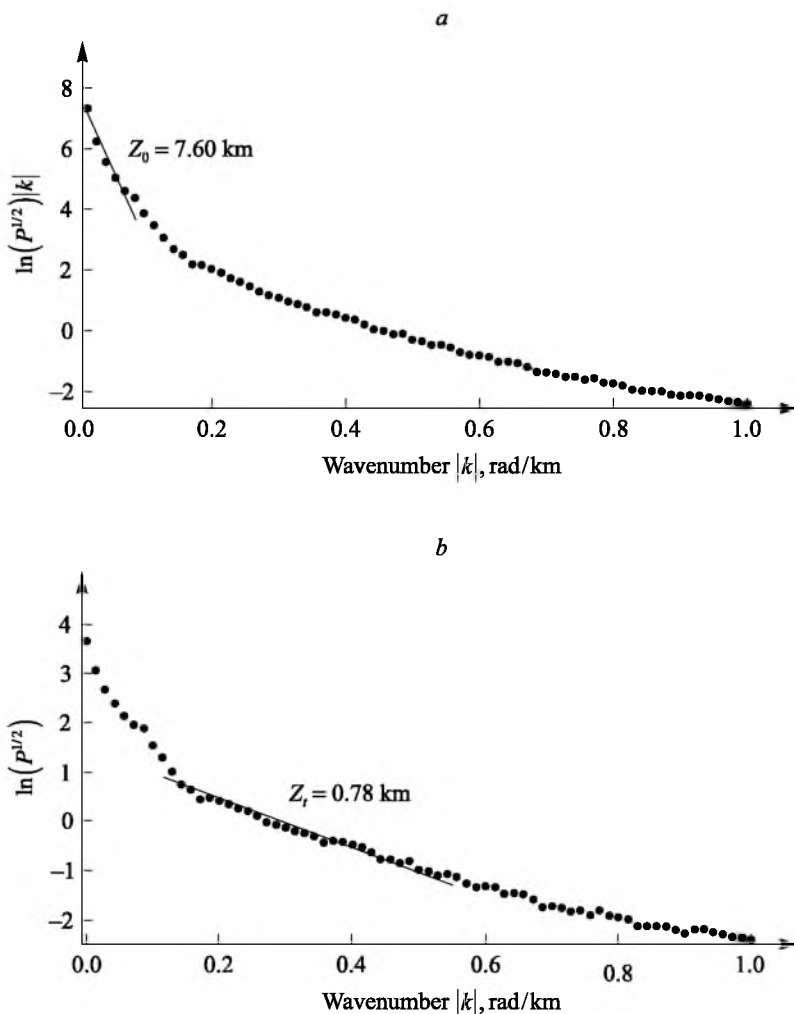 a
8
6
4
2
0
−2
ln(P^{1/2})|k|
Z_0 = 7.60 km
0.0 0.2 0.4 0.6 0.8 1.0
Wavenumber |k|, rad/km
b
4
3
2
1
0
−1
−2
ln(P^{1/2})
Z_t = 0.78 km
0.0 0.2 0.4 0.6 0.8 1.0
Wavenumber |k|, rad/km